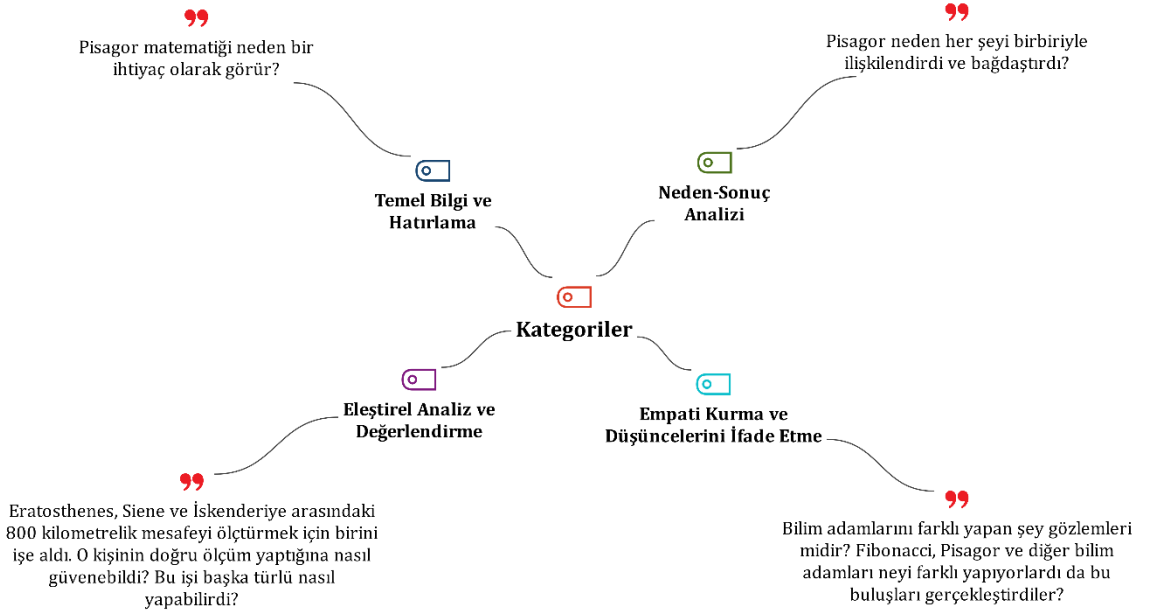 Pisagor matematiği neden bir
ihtiyaç olarak görür?
Pisagor neden her şeyi birbiriyle
ilişkilendirdi ve bağdaştırdı?
Temel Bilgi ve
Hatırlama
Neden-Sonuç
Analizi
Kategoriler
Eleştirel Analiz ve
Değerlendirme
Empati Kurma ve
Düşüncelerini İfade Etme
Eratosthenes, Siene ve İskenderiye arasındaki
800 kilometrelik mesafeyi ölçtürmek için birini
işe aldı. O kişinin doğru ölçüm yaptığına nasıl
güvenebildi? Bu işi başka türlü nasıl
yapabilirdi?
Bilim adamlarını farklı yapan şey gözlemleri
midir? Fibonacci, Pisagor ve diğer bilim
adamları neyi farklı yapıyorlardı da bu
buluşları gerçekleştirdiler?